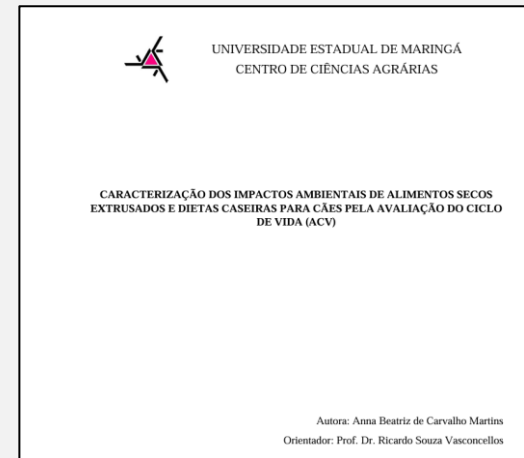 UNIVERSIDADE ESTADUAL DE MARINGÁ
CENTRO DE CIÊNCIAS AGRÁRIAS
CARACTERIZAÇÃO DOS IMPACTOS AMBIENTAIS DE ALIMENTOS SECOS
EXTRUSADOS E DIETAS CASEIRAS PARA CÃES PELA AVALIAÇÃO DO CICLO
DE VIDA (ACV)
Autora: Anna Beatriz de Carvalho Martins
Orientador: Prof. Dr. Ricardo Souza Vasconcellos